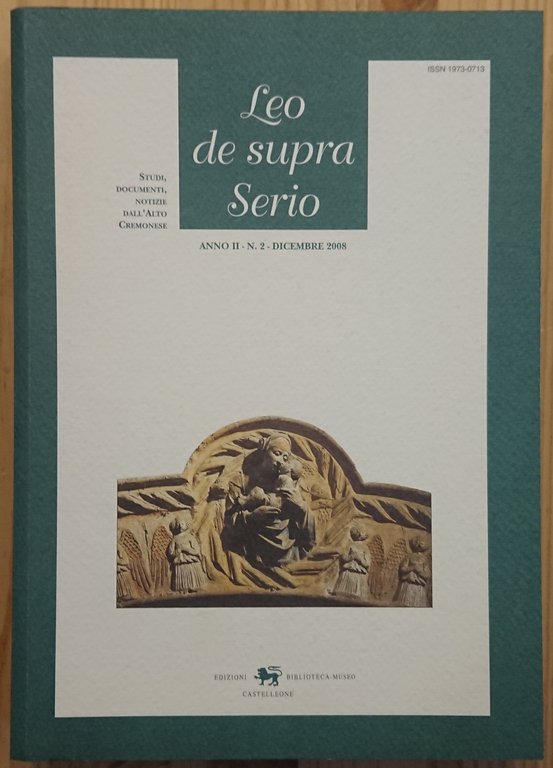 ISSN 1973-0713
Leo
de supra
Serio
STUDI,
DOCUMENTI,
NOTIZIE
DALL'ALTO
CREMONESE
ANNO II - N. 2 - DICEMBRE 2008
EDIZIONI BIBLIOTECA-MUSEO
CASTELLEONE